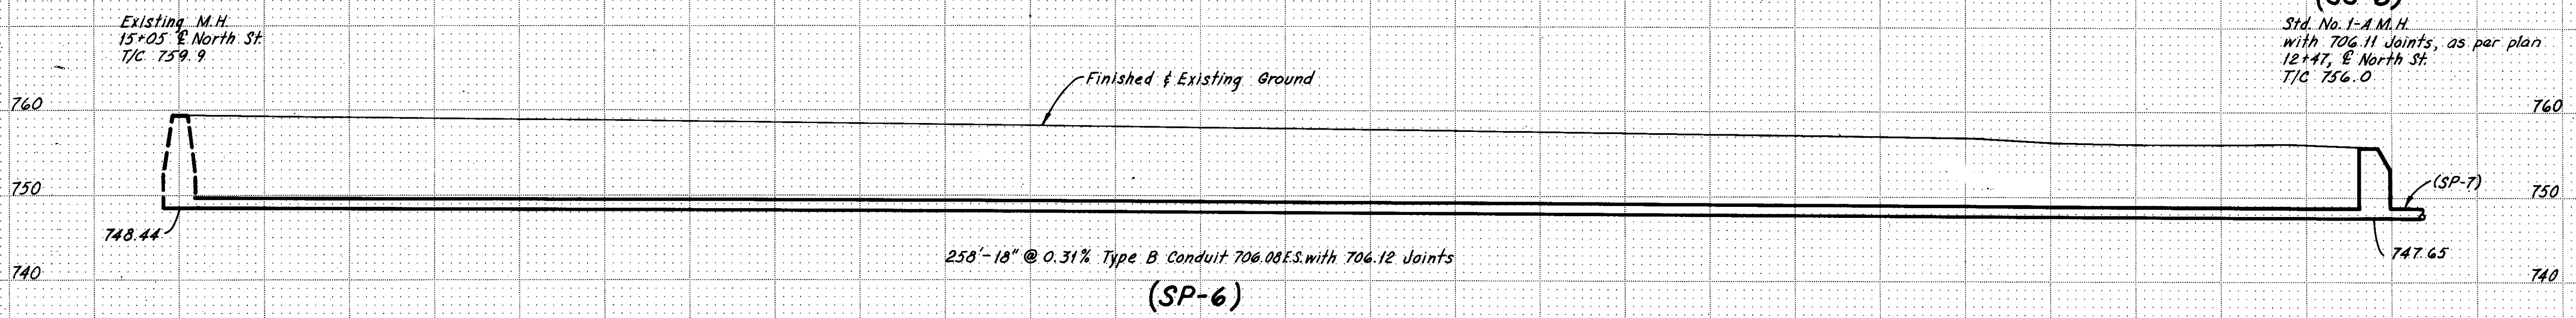 Existing M.H.
15+05 ℄ North St.
T/C 759.9
Std. No. 1-A M.H.
with 706.11 Joints, as per plan
12+47, ℄ North St.
T/C 756.0
Finished & Existing Ground
760
760
750
(SP-7)
750
748.44
747.65
258'-18" @ 0.31% Type B Conduit 706.08 E.S. with 706.12 Joints
740
740
(SP-6)